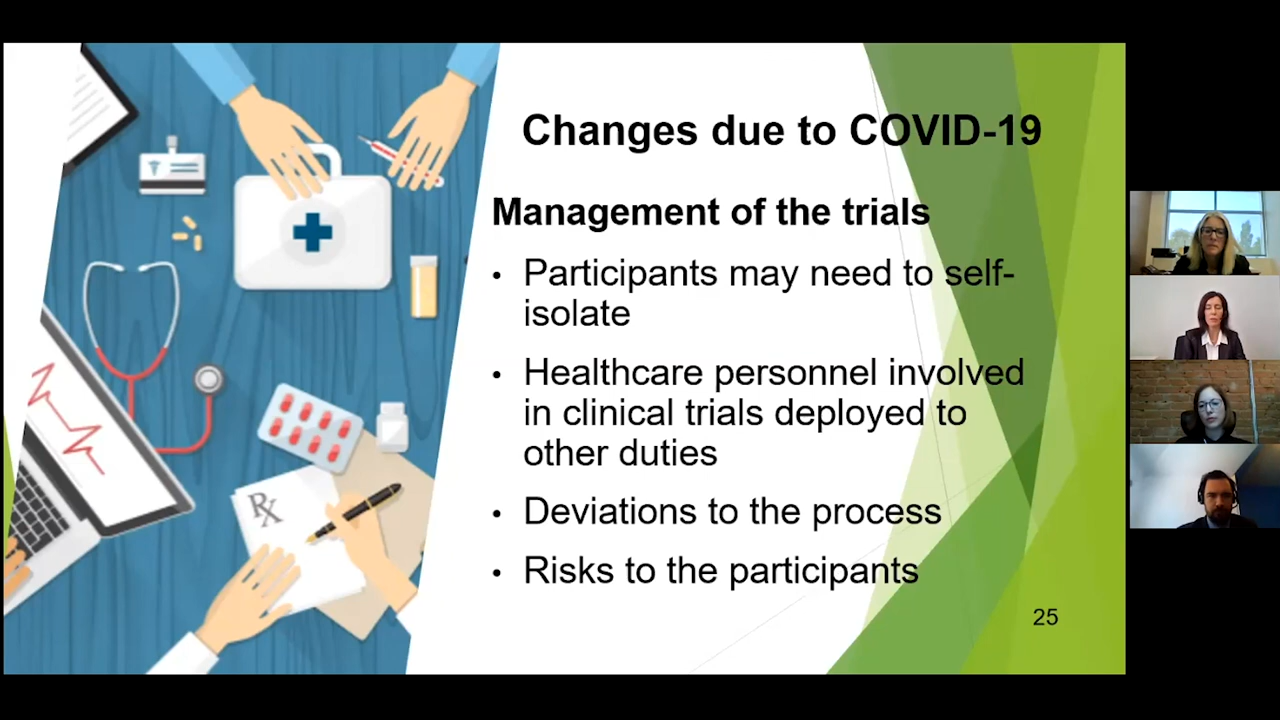 Changes due to COVID-19
Management of the trials
• Participants may need to self-
isolate
• Healthcare personnel involved
in clinical trials deployed to
other duties
• Deviations to the process
• Risks to the participants
25
Rx